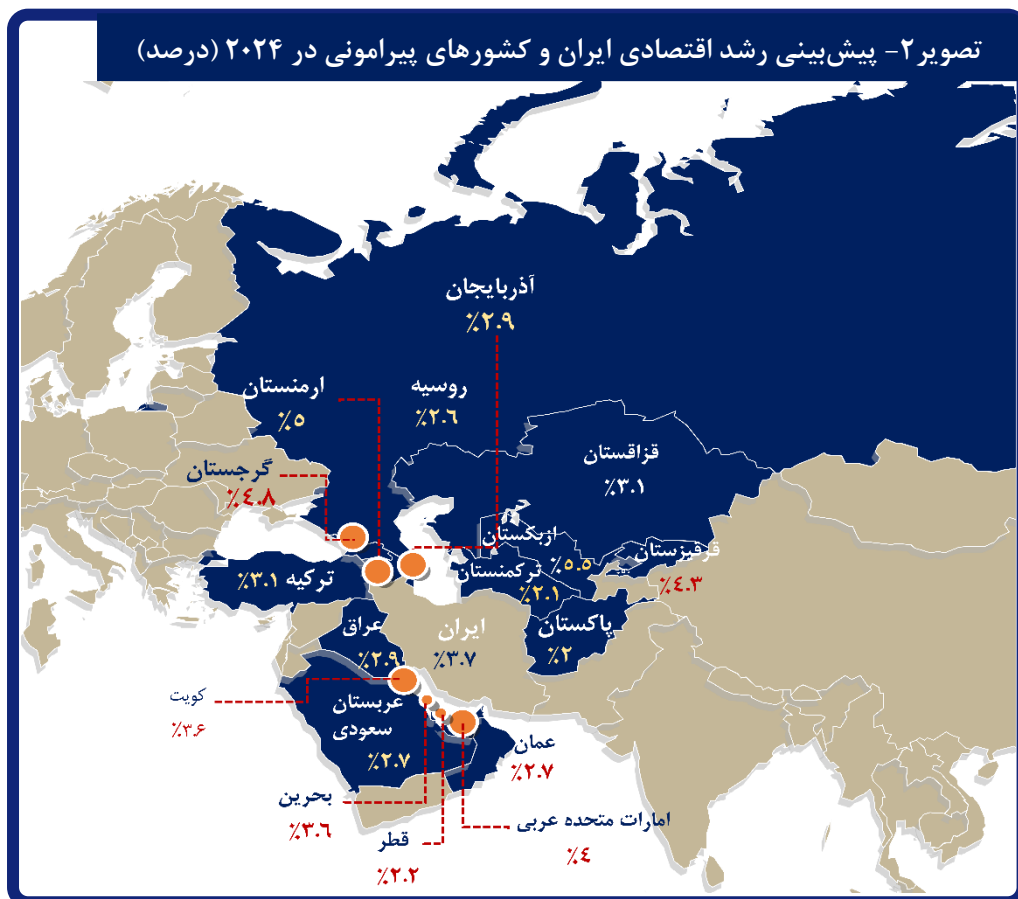 تصویر۲- پیش‌بینی رشد اقتصادی ایران و کشورهای پیرامونی در ۲۰۲۴ (درصد)
آذربایجان
٪۲.۹
ارمنستان
٪۵
روسیه
٪۲.۶
گرجستان
٪۴.۸
قزاقستان
٪۳.۱
ازبکستان
٪۵.۵
قرقیزستان
٪۴.۳
ترکمنستان
٪۲.۱
ترکیه ٪۳.۱
عراق
٪۲.۹
ایران
٪۳.۷
پاکستان
٪۲
کویت
٪۳.۶
عربستان
سعودی
٪۲.۷
عمان
٪۲.۷
بحرین
٪۳.۶
قطر
٪۲.۲
امارات متحده عربی
٪۴